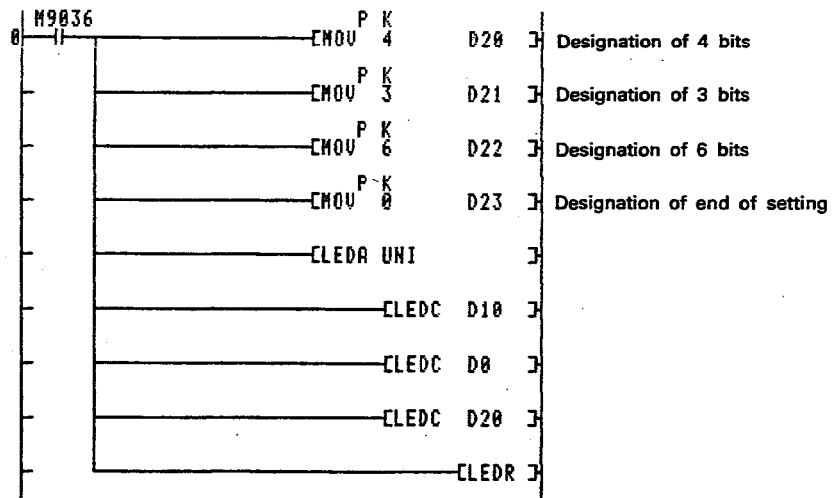 M9036
0
P K
[MOV 4 D20 ] Designation of 4 bits
P K
[MOV 3 D21 ] Designation of 3 bits
P K
[MOV 6 D22 ] Designation of 6 bits
P K
[MOV 0 D23 ] Designation of end of setting
[LEDA UNI ]
[LEDC D10 ]
[LEDC D0 ]
[LEDC D20 ]
[LEDR ]